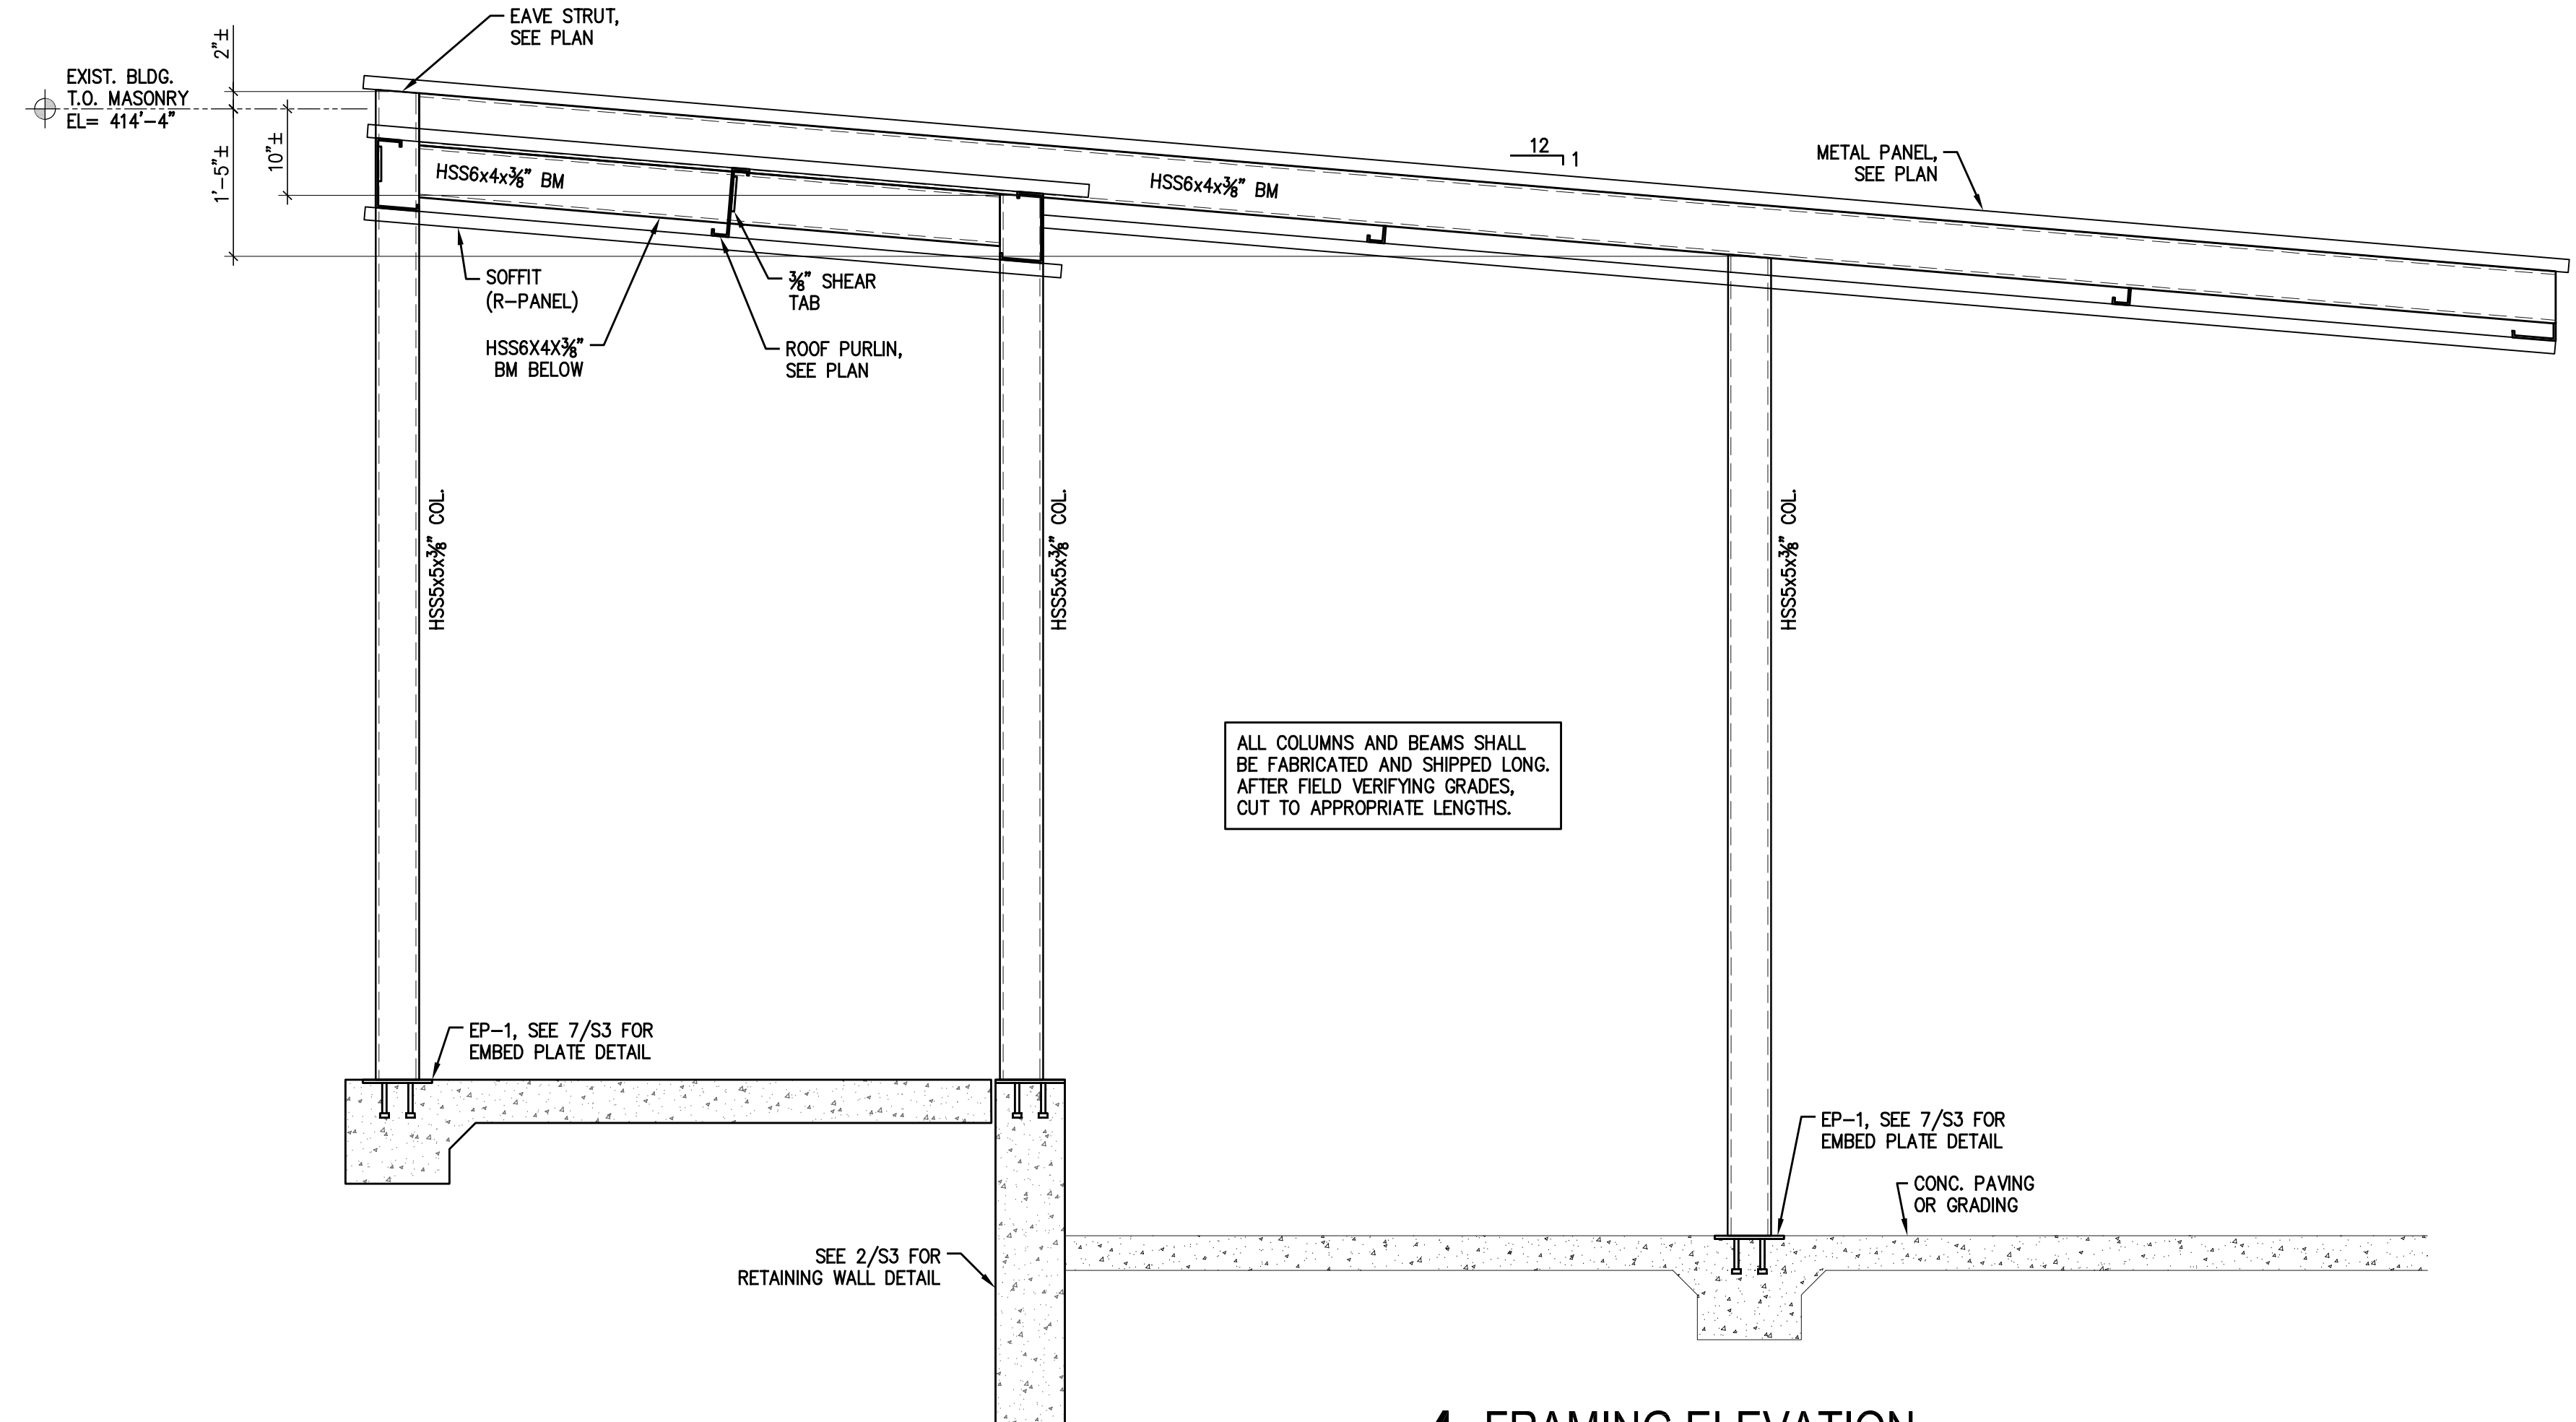 EAVE STRUT,
SEE PLAN
2"±
EXIST. BLDG.
T.O. MASONRY
EL= 414'-4"
1'-5"±
10"±
HSS6x4x⅜" BM
HSS6x4x⅜" BM
12
1
METAL PANEL,
SEE PLAN
SOFFIT
(R-PANEL)
⅜" SHEAR
TAB
HSS6X4X⅜"
BM BELOW
ROOF PURLIN,
SEE PLAN
HSS5x5x⅜" COL.
HSS5x5x⅜" COL.
HSS5x5x⅜" COL.
ALL COLUMNS AND BEAMS SHALL
BE FABRICATED AND SHIPPED LONG.
AFTER FIELD VERIFYING GRADES,
CUT TO APPROPRIATE LENGTHS.
EP-1, SEE 7/S3 FOR
EMBED PLATE DETAIL
EP-1, SEE 7/S3 FOR
EMBED PLATE DETAIL
CONC. PAVING
OR GRADING
SEE 2/S3 FOR
RETAINING WALL DETAIL
FRAMING ELEVATION